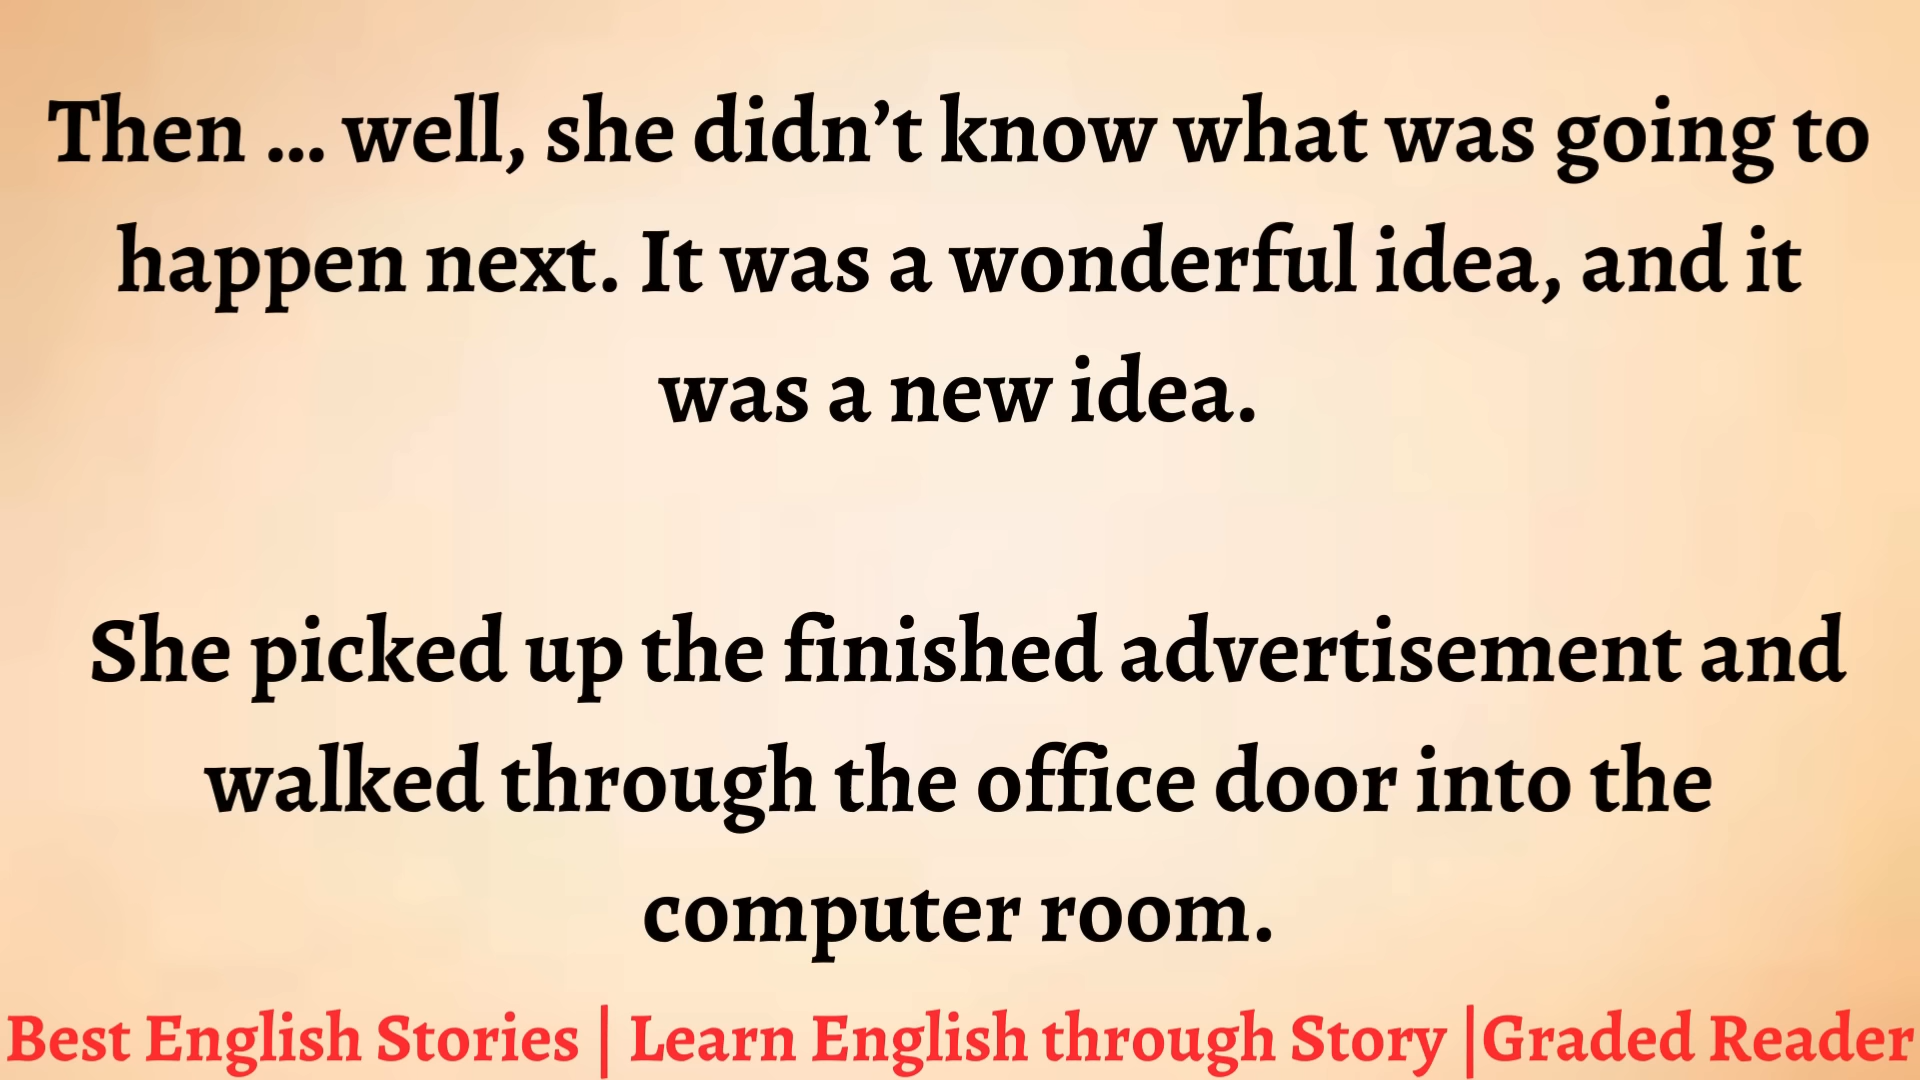 Then ... well, she didn’t know what was going to
happen next. It was a wonderful idea, and it
was a new idea.
She picked up the finished advertisement and
walked through the office door into the
computer room.
Best English Stories | Learn English through Story |Graded Reader